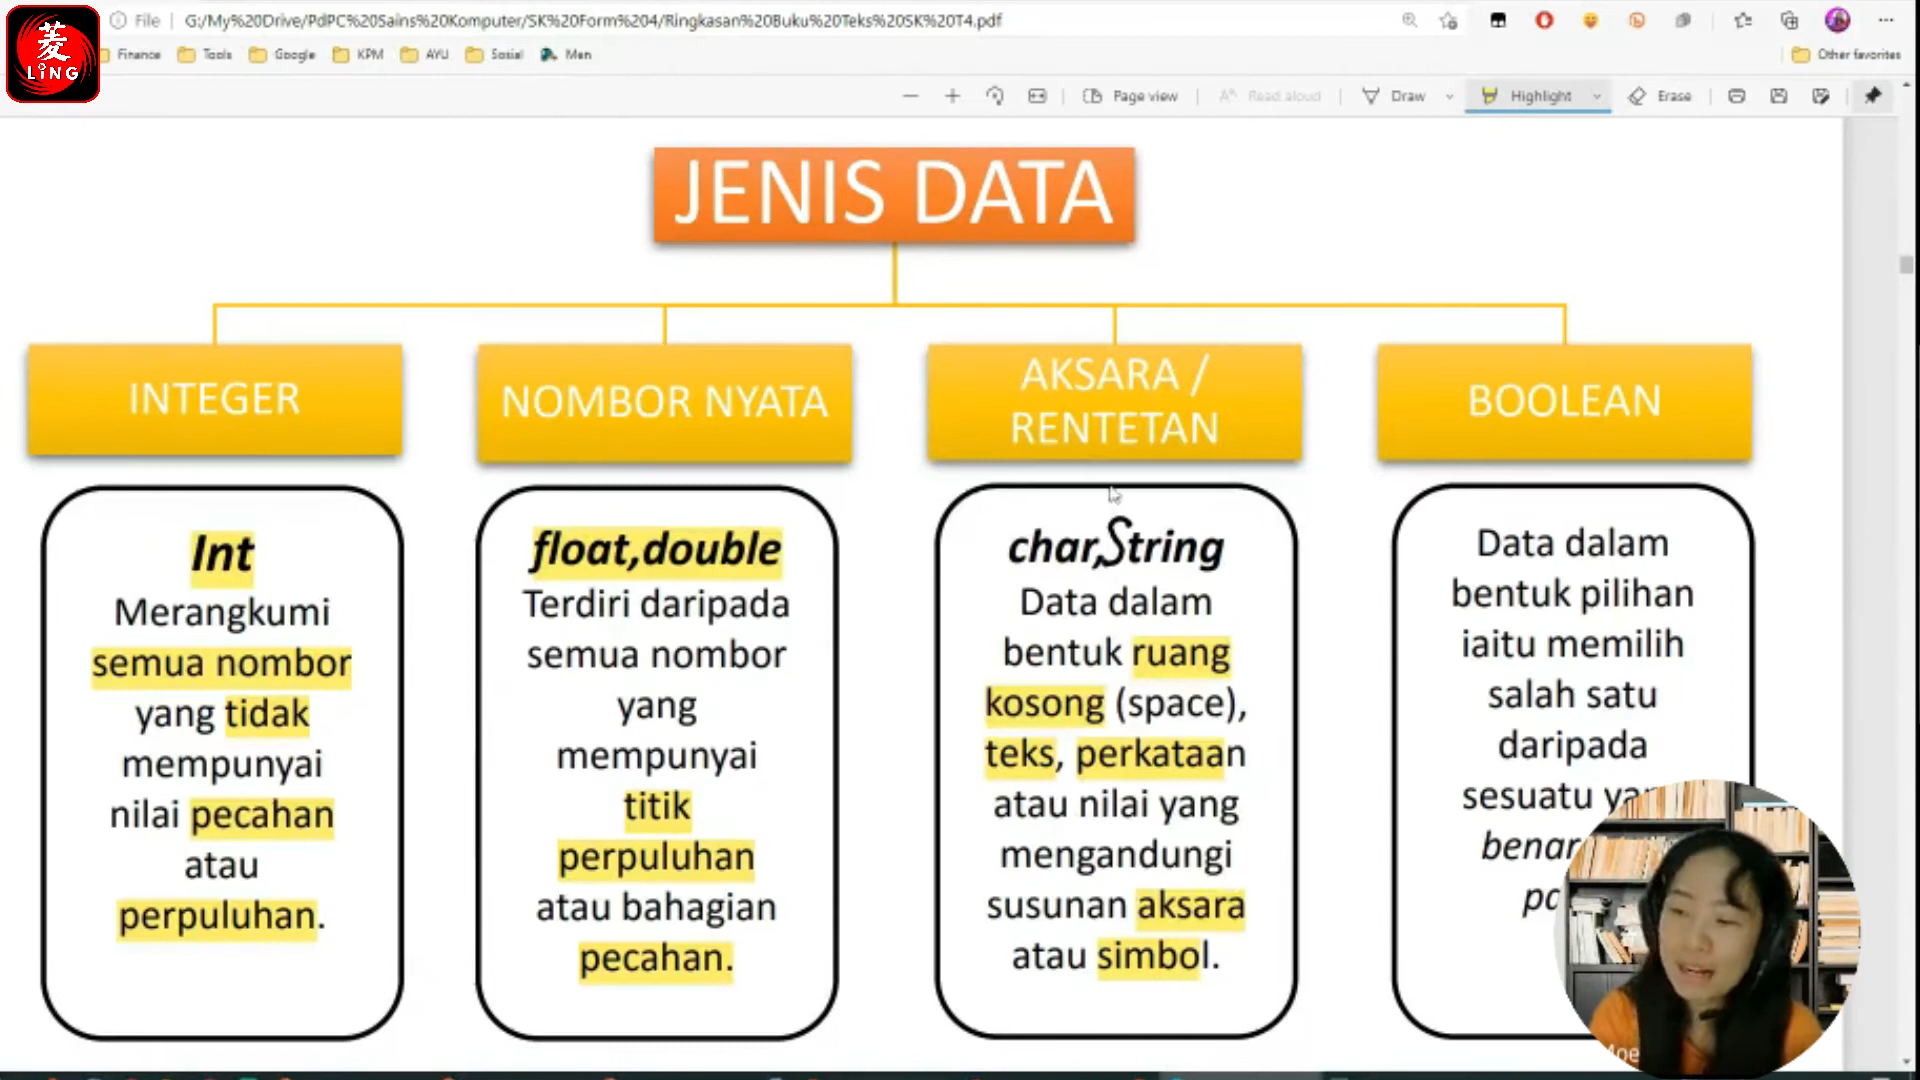 菱
LiNG
File
G:/My%20Drive/PdPC%20Sains%20Komputer/SK%20Form%204/Ringkasan%20Buku%20Teks%20SK%20T4.pdf
Finance
Tools
Google
KPM
AYU
Sosial
Men
Other favorites
Page view
Read aloud
Draw
Highlight
Erase
JENIS DATA
INTEGER
NOMBOR NYATA
AKSARA /
RENTETAN
BOOLEAN
Int
Merangkumi
semua nombor
yang tidak
mempunyai
nilai pecahan
atau
perpuluhan.
float,double
Terdiri daripada
semua nombor
yang
mempunyai
titik
perpuluhan
atau bahagian
pecahan.
char,String
Data dalam
bentuk ruang
kosong (space),
teks, perkataan
atau nilai yang
mengandungi
susunan aksara
atau simbol.
Data dalam
bentuk pilihan
iaitu memilih
salah satu
daripada
sesuatu
benar